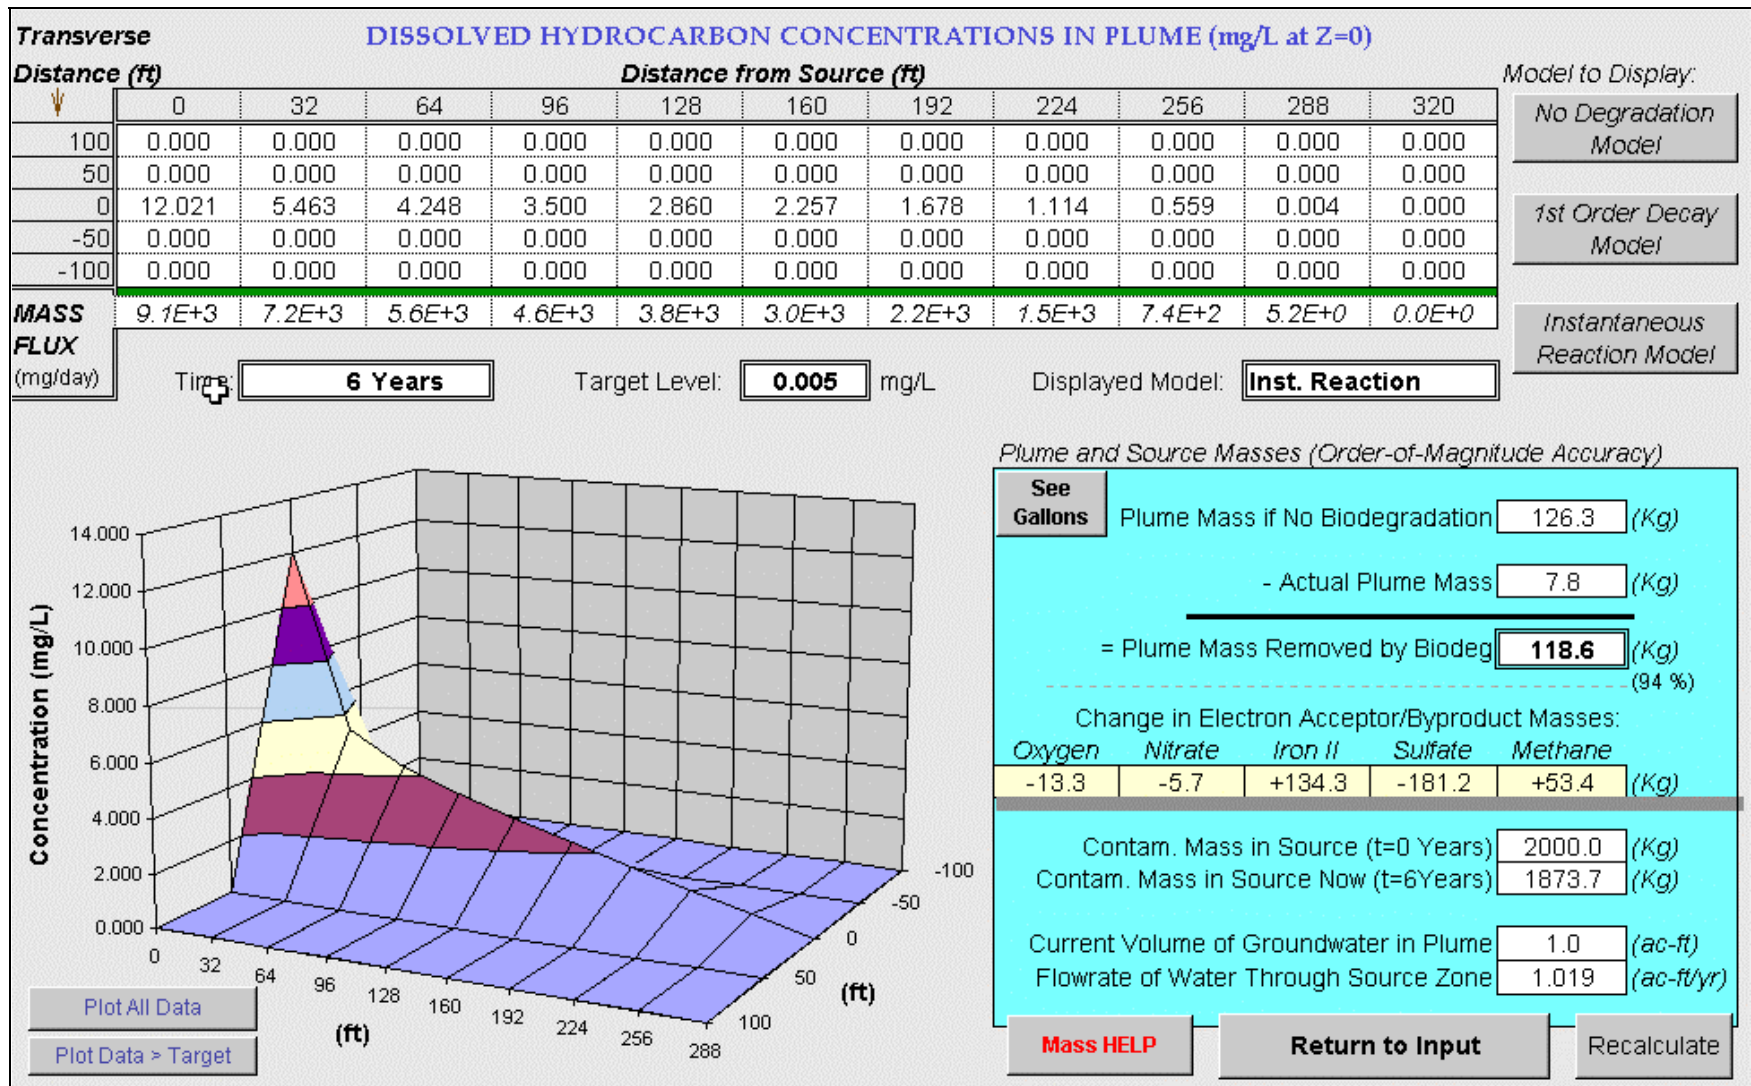 Transverse DISSOLVED HYDROCARBON CONCENTRATIONS IN PLUME (mg/L at Z=0)
Distance (ft) Distance from Source (ft) Model to Display:
0 32 64 96 128 160 192 224 256 288 320
100 0.000 0.000 0.000 0.000 0.000 0.000 0.000 0.000 0.000 0.000 0.000
50 0.000 0.000 0.000 0.000 0.000 0.000 0.000 0.000 0.000 0.000 0.000
0 12.021 5.463 4.248 3.500 2.860 2.257 1.678 1.114 0.559 0.004 0.000
-50 0.000 0.000 0.000 0.000 0.000 0.000 0.000 0.000 0.000 0.000 0.000
-100 0.000 0.000 0.000 0.000 0.000 0.000 0.000 0.000 0.000 0.000 0.000
MASS 9.1E+3 7.2E+3 5.6E+3 4.6E+3 3.8E+3 3.0E+3 2.2E+3 1.5E+3 7.4E+2 5.2E+0 0.0E+0
FLUX
(mg/day)
No Degradation
Model
1st Order Decay
Model
Instantaneous
Reaction Model
Time: 6 Years Target Level: 0.005 mg/L Displayed Model: Inst. Reaction
Concentration (mg/L)
14.000
12.000
10.000
8.000
6.000
4.000
2.000
0.000
0 32 64 96 128 160 192 224 256 288
(ft)
-100
-50
0
50
100
(ft)
Plot All Data
Plot Data > Target
Plume and Source Masses (Order-of-Magnitude Accuracy)
See
Gallons
Plume Mass if No Biodegradation 126.3 (Kg)
- Actual Plume Mass 7.8 (Kg)
= Plume Mass Removed by Biodeg 118.6 (Kg)
(94 %)
Change in Electron Acceptor/Byproduct Masses:
Oxygen Nitrate Iron II Sulfate Methane
-13.3 -5.7 +134.3 -181.2 +53.4 (Kg)
Contam. Mass in Source (t=0 Years) 2000.0 (Kg)
Contam. Mass in Source Now (t=6Years) 1873.7 (Kg)
Current Volume of Groundwater in Plume 1.0 (ac-ft)
Flowrate of Water Through Source Zone 1.019 (ac-ft/yr)
Mass HELP
Return to Input
Recalculate